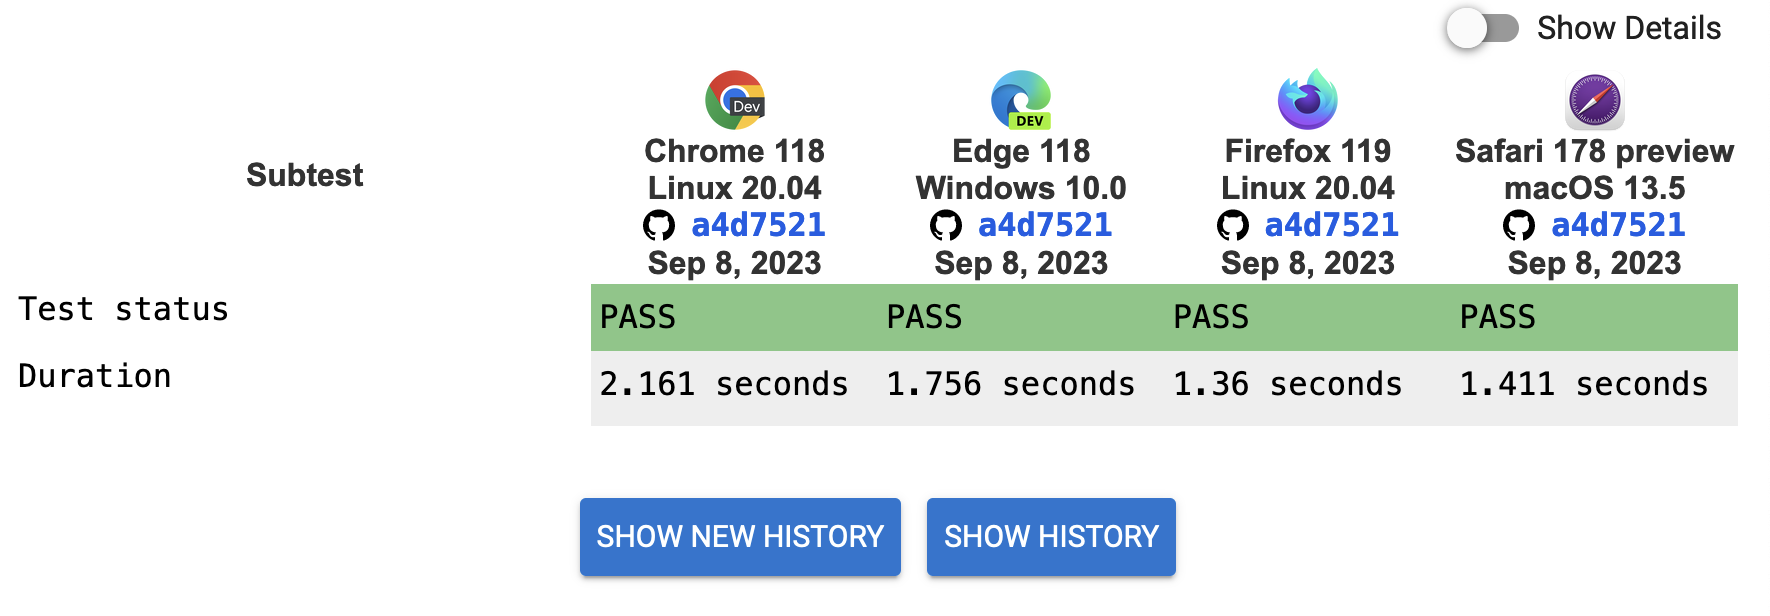 Show Details
Dev
DEV
Subtest
Chrome 118
Linux 20.04
a4d7521
Sep 8, 2023
Edge 118
Windows 10.0
a4d7521
Sep 8, 2023
Firefox 119
Linux 20.04
a4d7521
Sep 8, 2023
Safari 178 preview
macOS 13.5
a4d7521
Sep 8, 2023
Test status PASS PASS PASS PASS
Duration 2.161 seconds 1.756 seconds 1.36 seconds 1.411 seconds
SHOW NEW HISTORY SHOW HISTORY